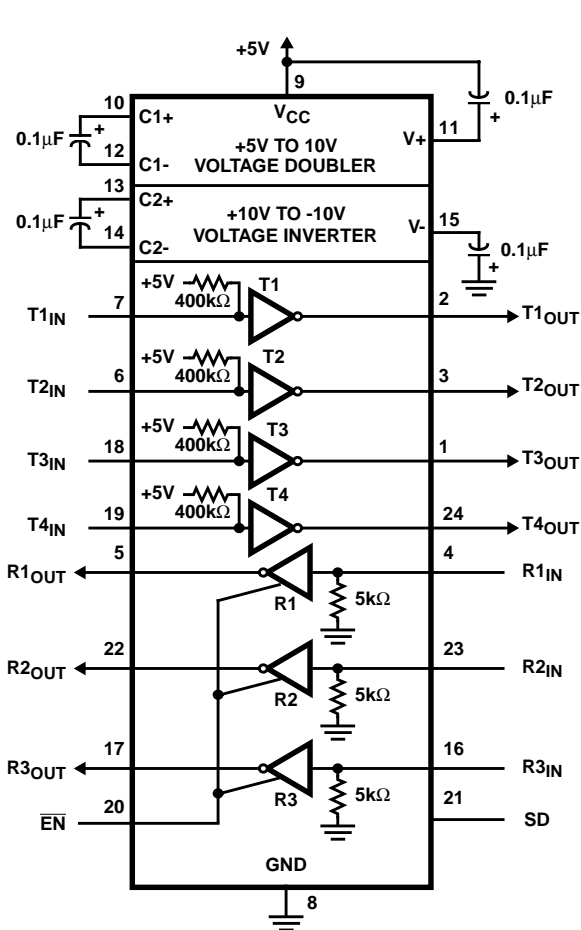 +5V
9
VCC
10
C1+
0.1µF
+
12
C1-
+5V TO 10V
VOLTAGE DOUBLER
V+
11
0.1µF
+
13
C2+
0.1µF
+
14
C2-
+10V TO -10V
VOLTAGE INVERTER
V-
15
0.1µF
+
T1IN
7
+5V
400kΩ
T1
2
T1OUT
T2IN
6
+5V
400kΩ
T2
3
T2OUT
T3IN
18
+5V
400kΩ
T3
1
T3OUT
T4IN
19
+5V
400kΩ
T4
24
T4OUT
R1OUT
5
R1
5kΩ
4
R1IN
R2OUT
22
R2
5kΩ
23
R2IN
R3OUT
17
R3
5kΩ
16
R3IN
EN
20
21
SD
GND
8